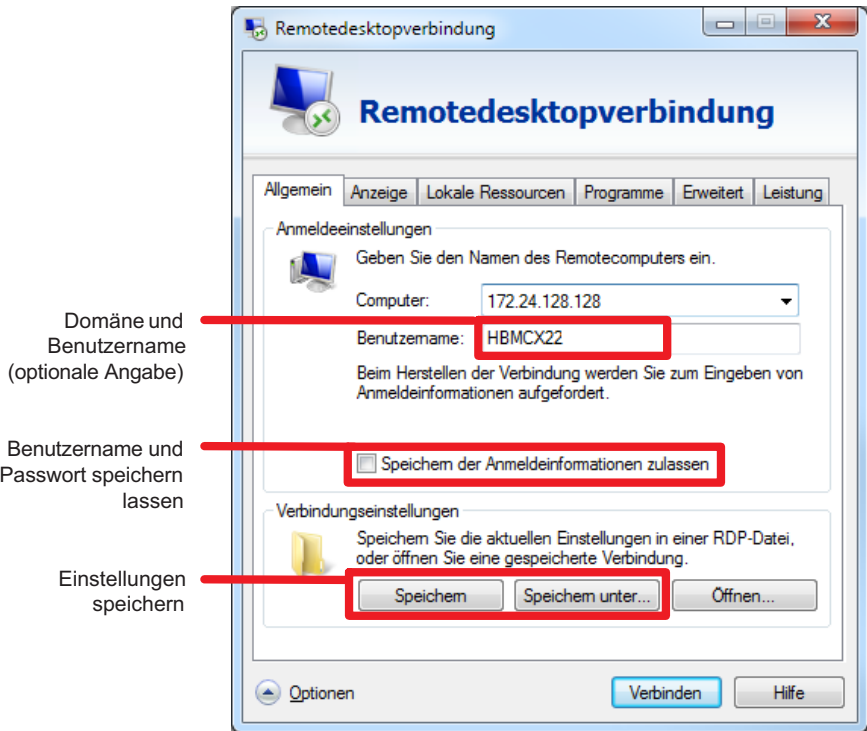 Remotedesktopverbindung
Remotedesktopverbindung
Allgemein Anzeige Lokale Ressourcen Programme Erweitert Leistung
Anmeldeeinstellungen
Geben Sie den Namen des Remotecomputers ein.
Computer: 172.24.128.128
Domäne und
Benutzername
(optionale Angabe)
Benutzername: HBMCX22
Beim Herstellen der Verbindung werden Sie zum Eingeben von
Anmeldeinformationen aufgefordert.
Benutzername und
Passwort speichern
lassen
Speichern der Anmeldeinformationen zulassen
Verbindungseinstellungen
Speichern Sie die aktuellen Einstellungen in einer RDP-Datei,
oder öffnen Sie eine gespeicherte Verbindung.
Einstellungen
speichern
Speichern Speichern unter... Öffnen...
Optionen Verbinden Hilfe